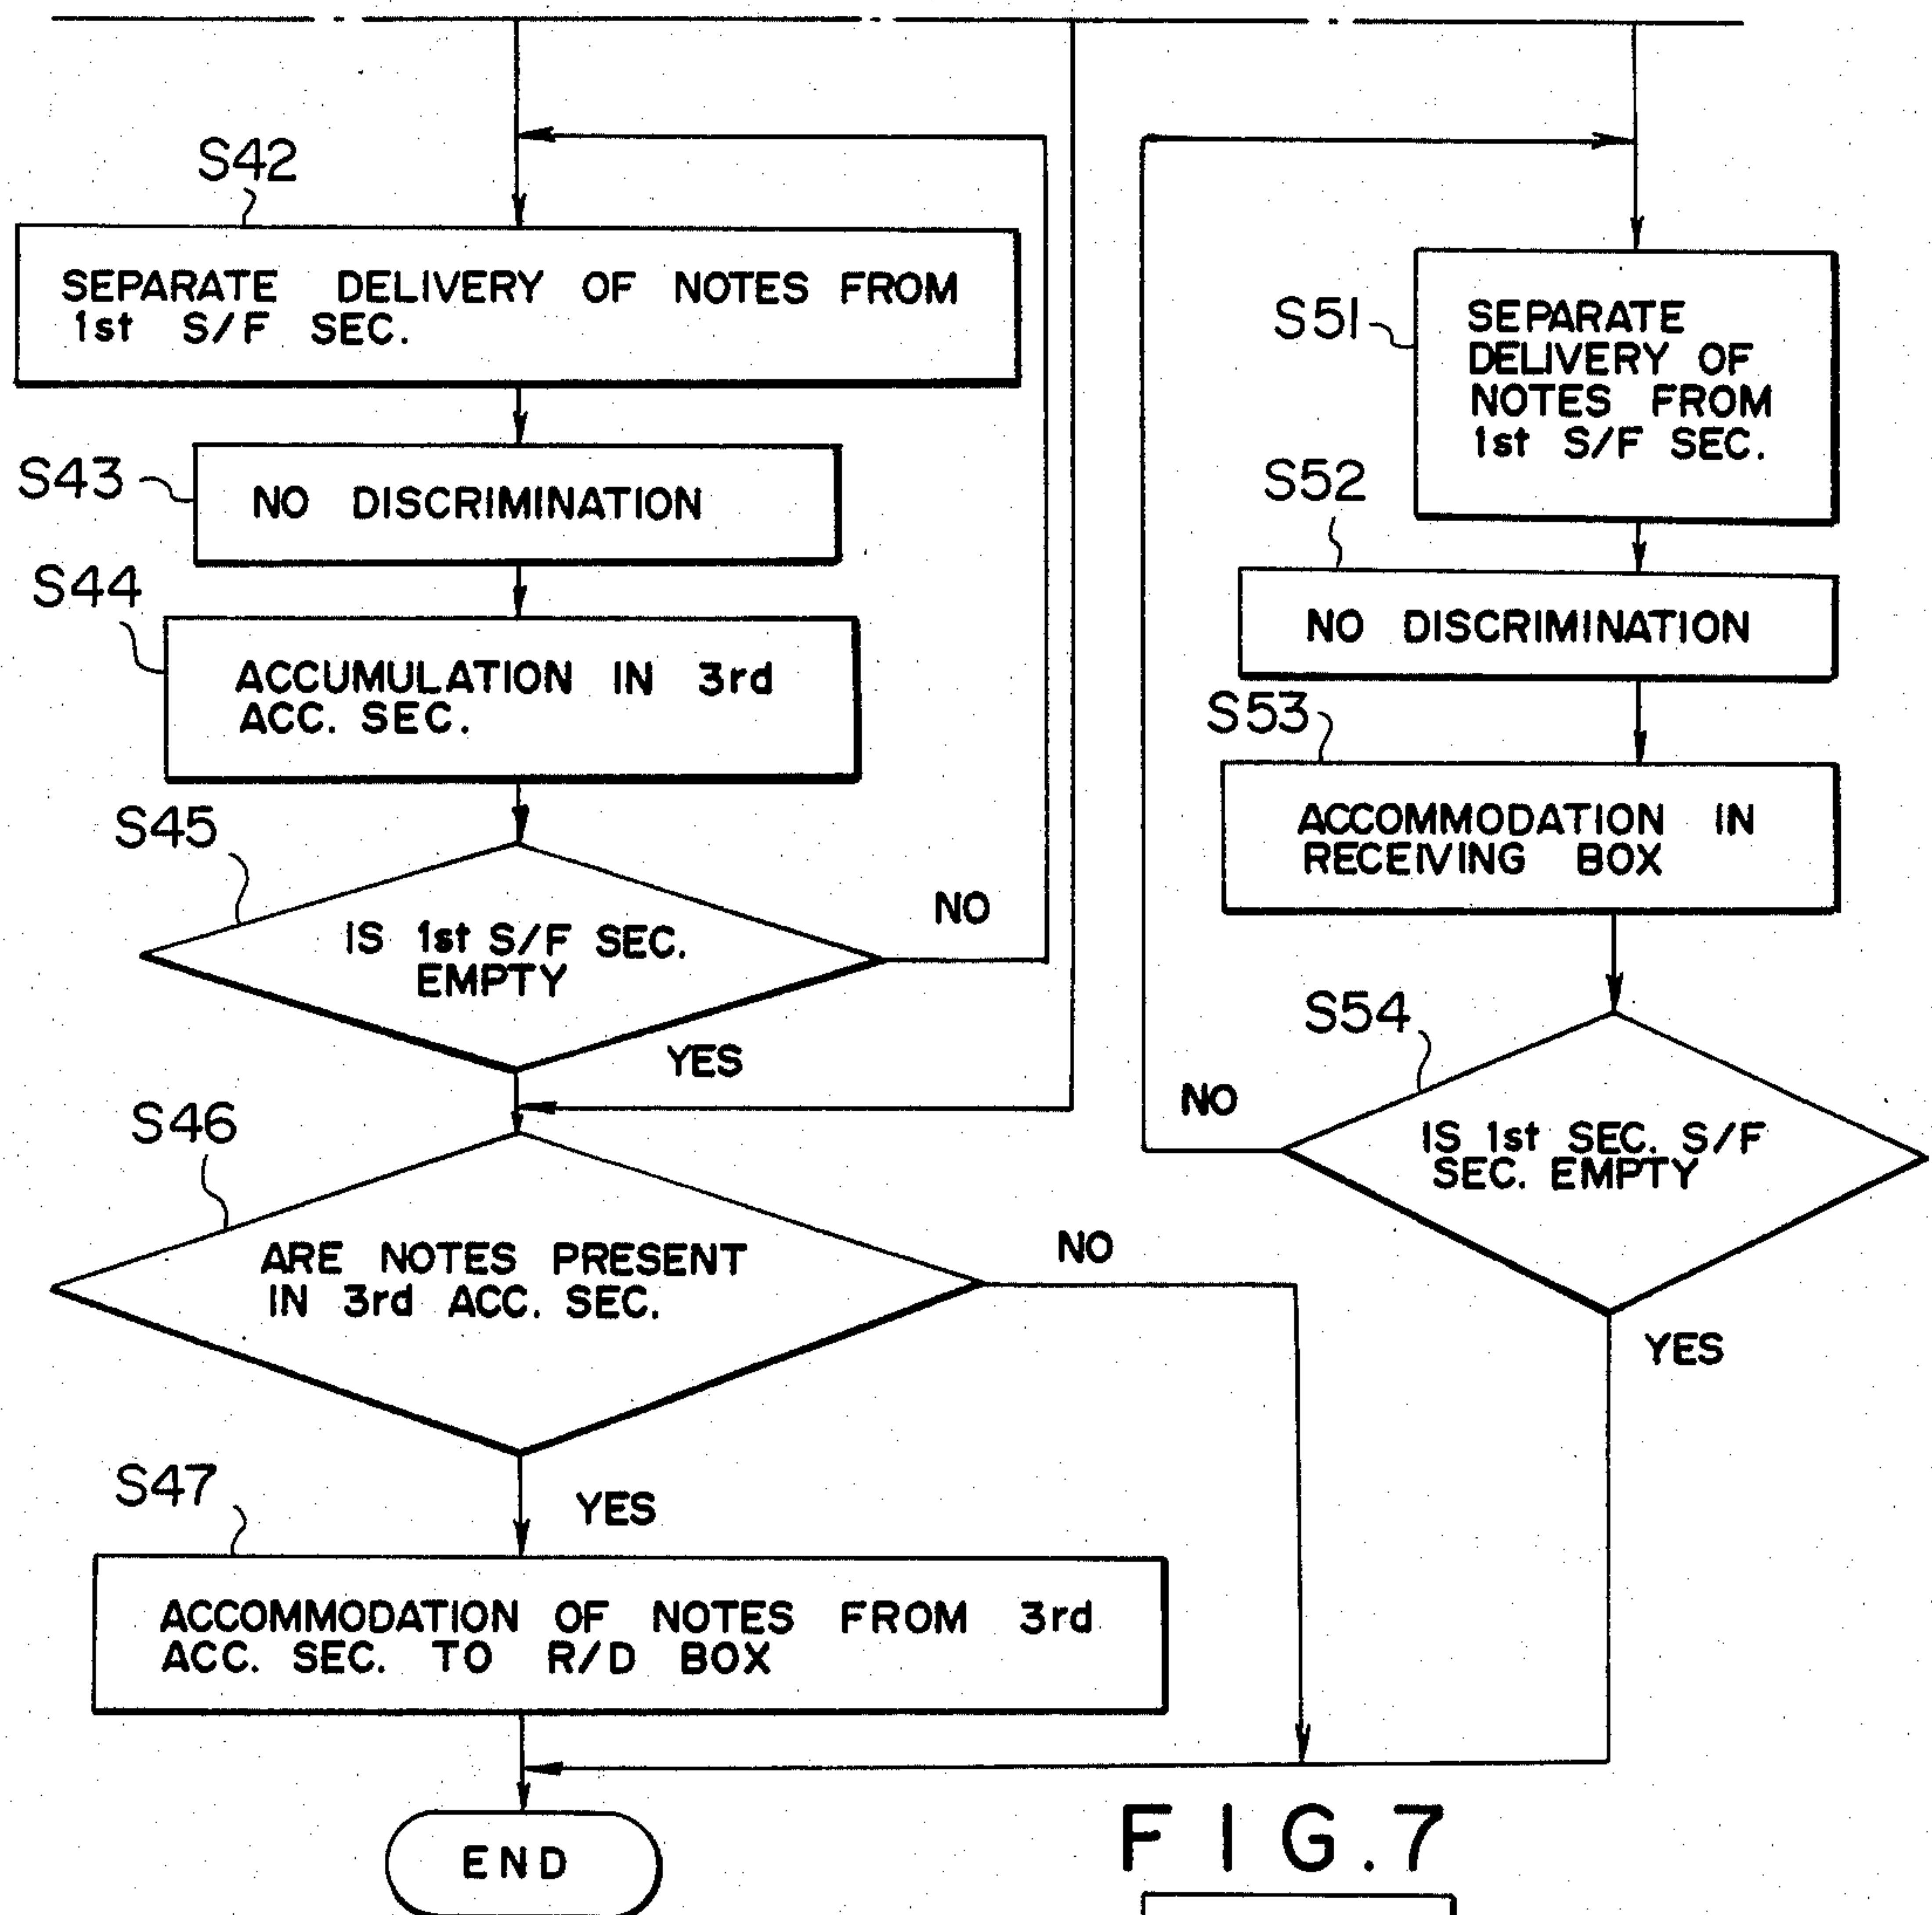 S42
SEPARATE DELIVERY OF NOTES FROM
1st S/F SEC.
S43
NO DISCRIMINATION
S44
ACCUMULATION IN 3rd
ACC. SEC.
S45
IS 1st S/F SEC.
EMPTY
NO
YES
S46
ARE NOTES PRESENT
IN 3rd ACC. SEC.
NO
YES
S47
ACCOMMODATION OF NOTES FROM 3rd
ACC. SEC. TO R/D BOX
END
S51
SEPARATE
DELIVERY OF
NOTES FROM
1st S/F SEC.
S52
NO DISCRIMINATION
S53
ACCOMMODATION IN
RECEIVING BOX
S54
IS 1st SEC. S/F
SEC. EMPTY
NO
YES
FIG.7